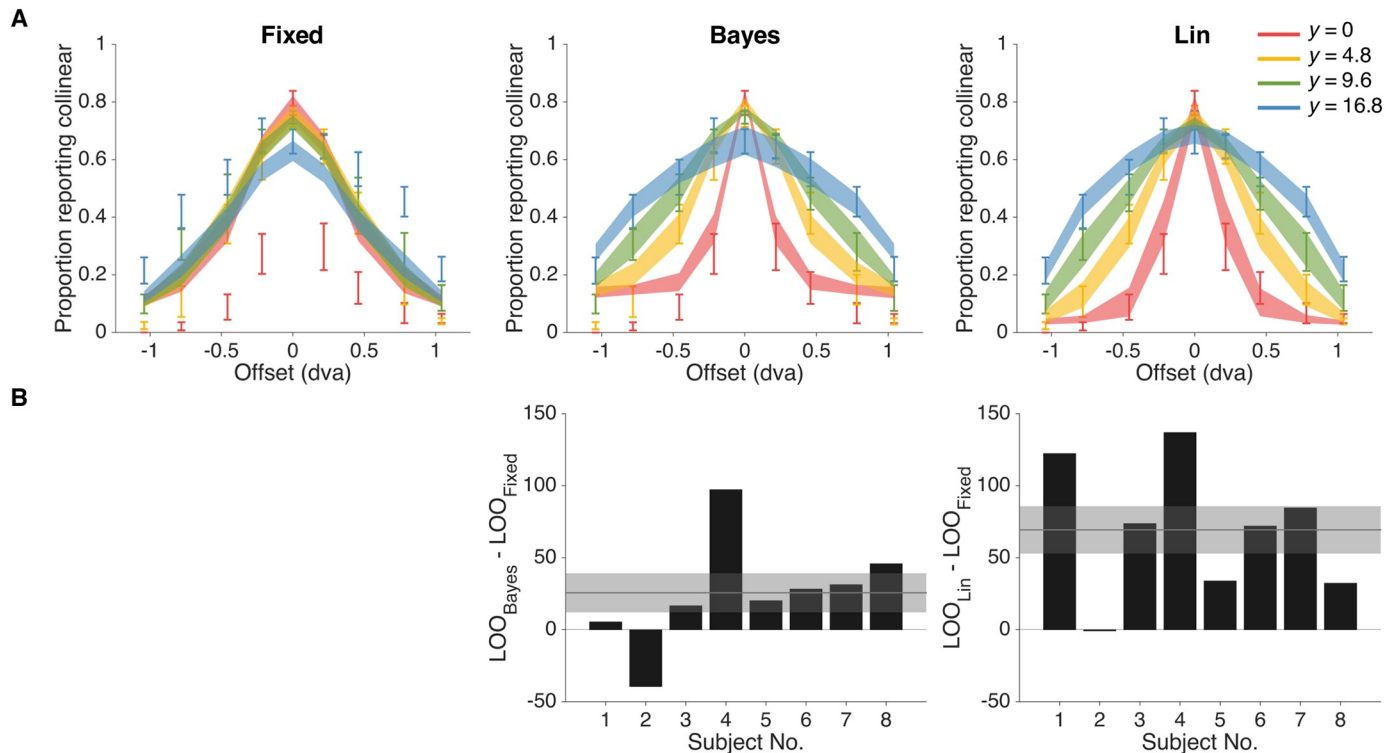 A
Fixed
Proportion reporting collinear
1
0.8
0.6
0.4
0.2
0
-1
-0.5
0
0.5
1
Offset (dva)
Bayes
Proportion reporting collinear
1
0.8
0.6
0.4
0.2
0
-1
-0.5
0
0.5
1
Offset (dva)
Lin
Proportion reporting collinear
1
0.8
0.6
0.4
0.2
0
-1
-0.5
0
0.5
1
Offset (dva)
y = 0
y = 4.8
y = 9.6
y = 16.8
B
LOOBayes - LOOFixed
150
100
50
0
-50
1 2 3 4 5 6 7 8
Subject No.
LOOLin - LOOFixed
150
100
50
0
-50
1 2 3 4 5 6 7 8
Subject No.